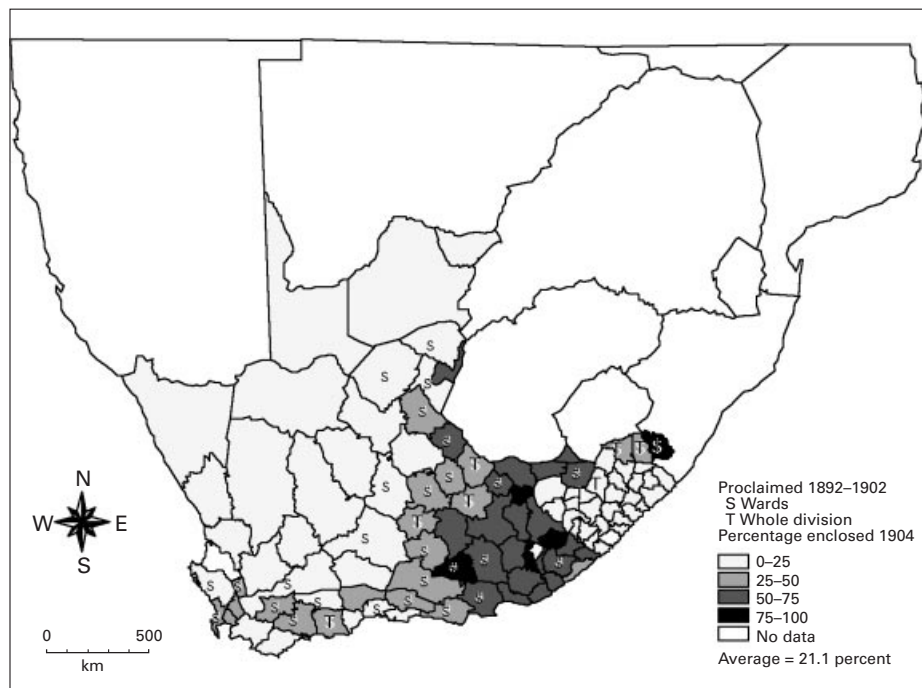 S
S
S
S
T
S
S
T
S
T
S
T
T
S
S
S
S
S
S
S
S
S
S
S
T
S
N
W E
S
0 500
km
Proclaimed 1892–1902
S Wards
T Whole division
Percentage enclosed 1904
0–25
25–50
50–75
75–100
No data
Average = 21.1 percent